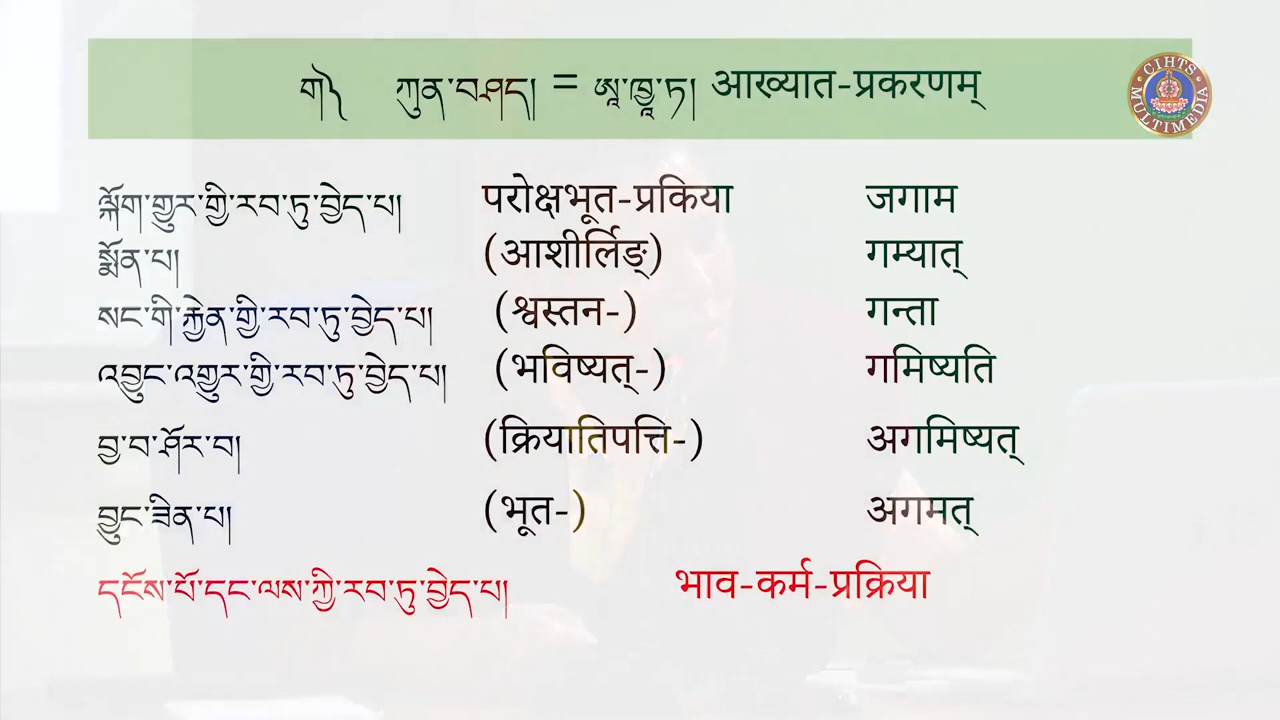 ག༽ ཀུན་བཤད། = ཨཱ་ཁྱཱ་ཏ། आख्यात-प्रकरणम्
CIHTS MULTIMEDIA
ལྐོག་གྱུར་གྱི་རབ་ཏུ་བྱེད་པ། परोक्षभूत-प्रकिया जगाम
སྨོན་པ། (आशीर्लिङ्) गम्यात्
སང་གི་རྐྱེན་གྱི་རབ་ཏུ་བྱེད་པ། (श्वस्तन-) गन्ता
འབྱུང་འགྱུར་གྱི་རབ་ཏུ་བྱེད་པ། (भविष्यत्-) गमिष्यति
བྱ་བ་ཤོར་བ། (क्रियातिपत्ति-) अगमिष्यत्
བྱུང་ཟིན་པ། (भूत-) अगमत्
དངོས་པོ་དང་ལས་ཀྱི་རབ་ཏུ་བྱེད་པ། भाव-कर्म-प्रक्रिया